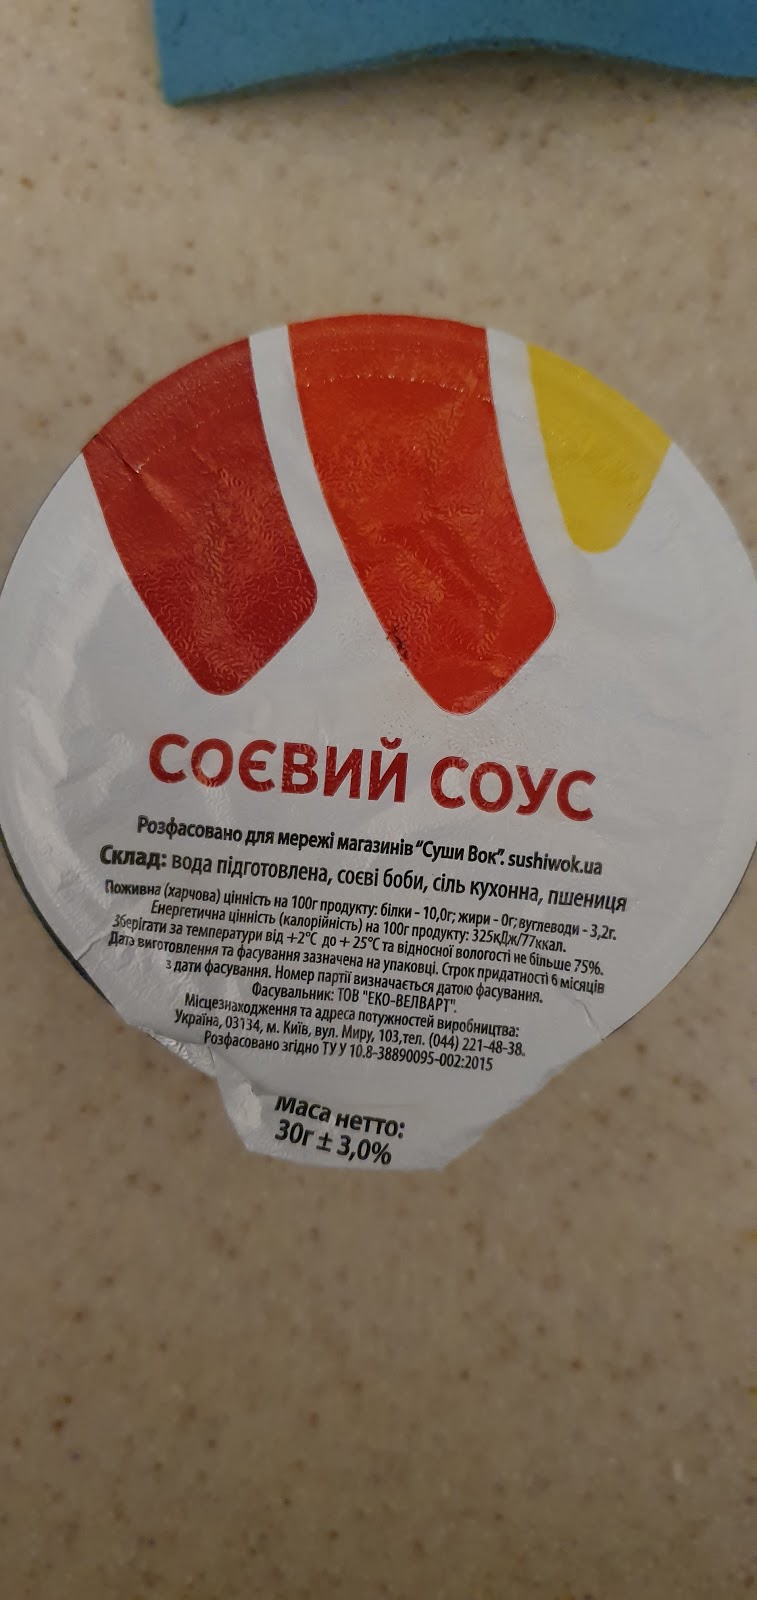 СОЄВИЙ СОУС
Розфасовано для мережі магазинів "Суши Вок". sushiwok.ua
Склад: вода підготовлена, соєві боби, сіль кухонна, пшениця
Поживна (харчова) цінність на 100г продукту: білки - 10,0г; жири - 0г; вуглеводи - 3,2г.
Енергетична цінність (калорійність) на 100г продукту: 325кДж/77ккал.
Зберігати за температури від +2°С до + 25°С та відносної вологості не більше 75%.
Дата виготовлення та фасування зазначена на упаковці. Строк придатності 6 місяців
з дати фасування. Номер партії визначається датою фасування.
Фасувальник: ТОВ "ЕКО-ВЕЛВАРТ".
Місцезнаходження та адреса потужностей виробництва:
Україна, 03134, м. Київ, вул. Миру, 103,тел. (044) 221-48-38.
Розфасовано згідно ТУ У 10.8-38890095-002:2015
Маса нетто:
30г ± 3,0%